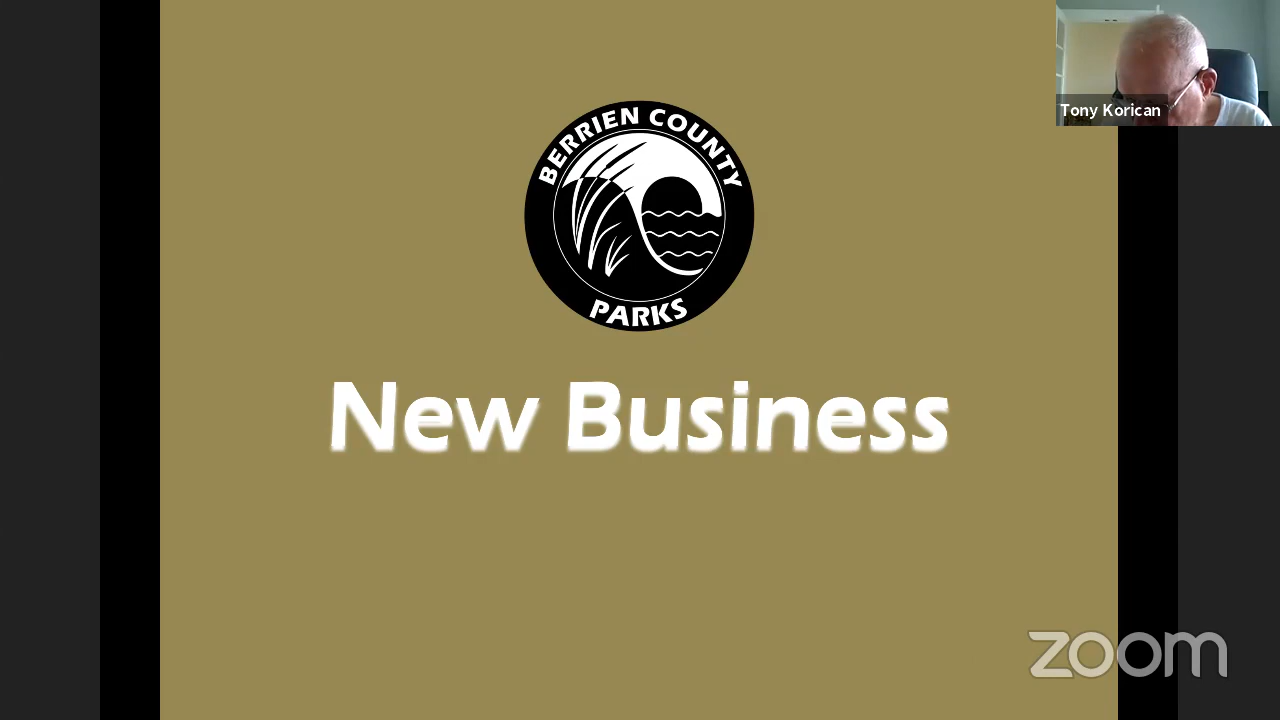 Tony Korican
BERRIEN COUNTY
PARKS
New Business
zoom